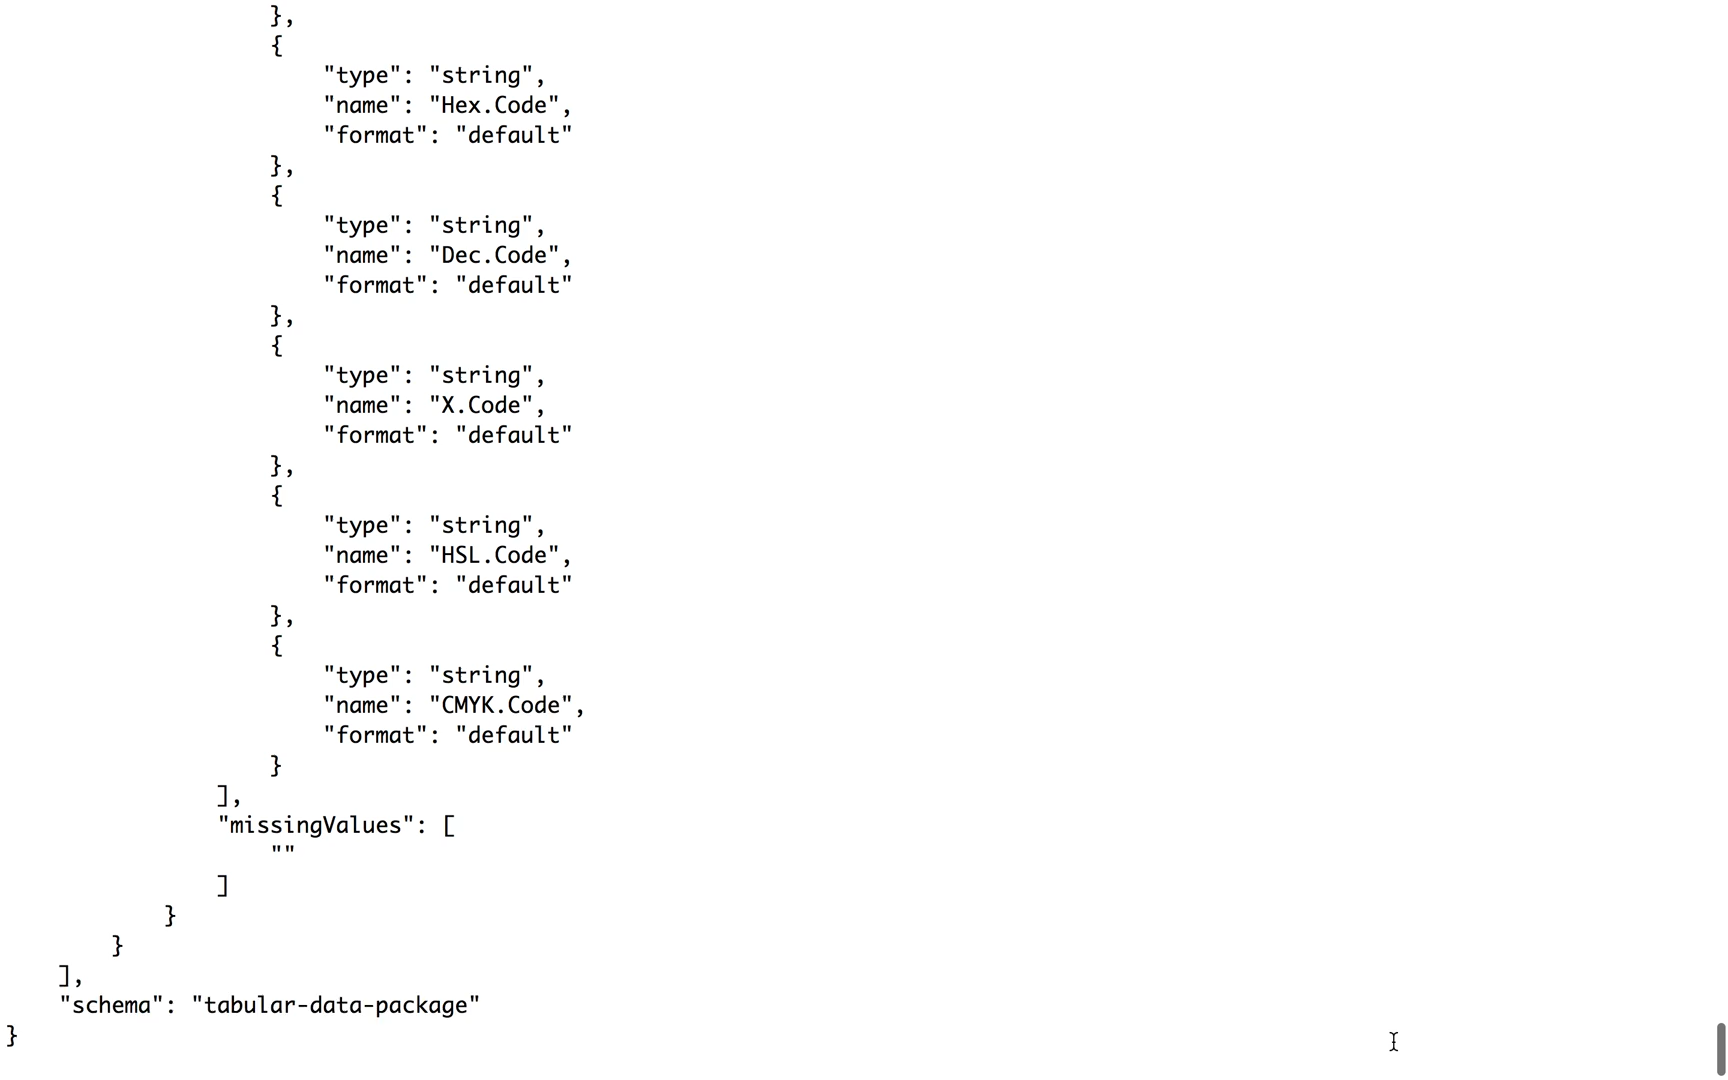 },
{
"type": "string",
"name": "Hex.Code",
"format": "default"
},
{
"type": "string",
"name": "Dec.Code",
"format": "default"
},
{
"type": "string",
"name": "X.Code",
"format": "default"
},
{
"type": "string",
"name": "HSL.Code",
"format": "default"
},
{
"type": "string",
"name": "CMYK.Code",
"format": "default"
}
],
"missingValues": [
""
]
}
}
],
"schema": "tabular-data-package"
}